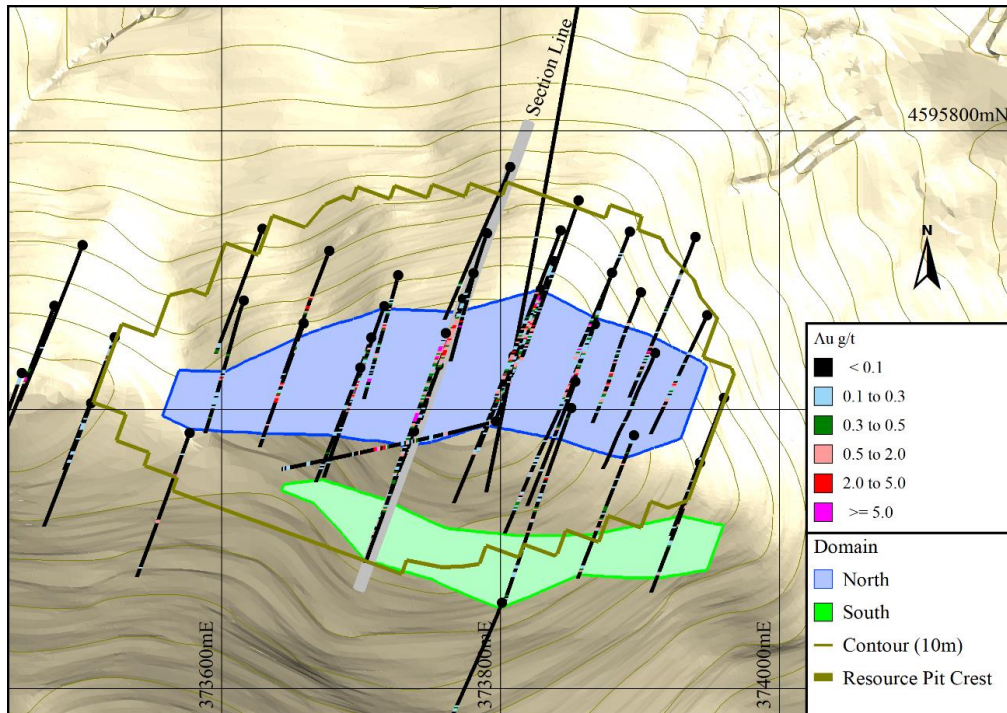 Section Line
4595800mN
N
373600mE
373800mE
374000mE
Au g/t
< 0.1
0.1 to 0.3
0.3 to 0.5
0.5 to 2.0
2.0 to 5.0
>= 5.0
Domain
North
South
Contour (10m)
Resource Pit Crest